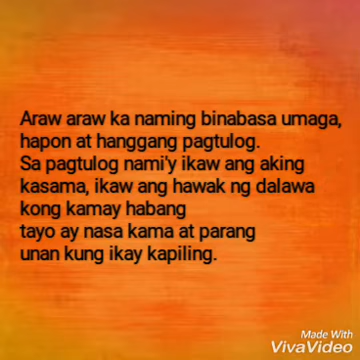 Araw araw ka naming binabasa umaga,
hapon at hanggang pagtulog.
Sa pagtulog nami'y ikaw ang aking
kasama, ikaw ang hawak ng dalawa
kong kamay habang
tayo ay nasa kama at parang
unan kung ikay kapiling.
Made With
VivaVideo